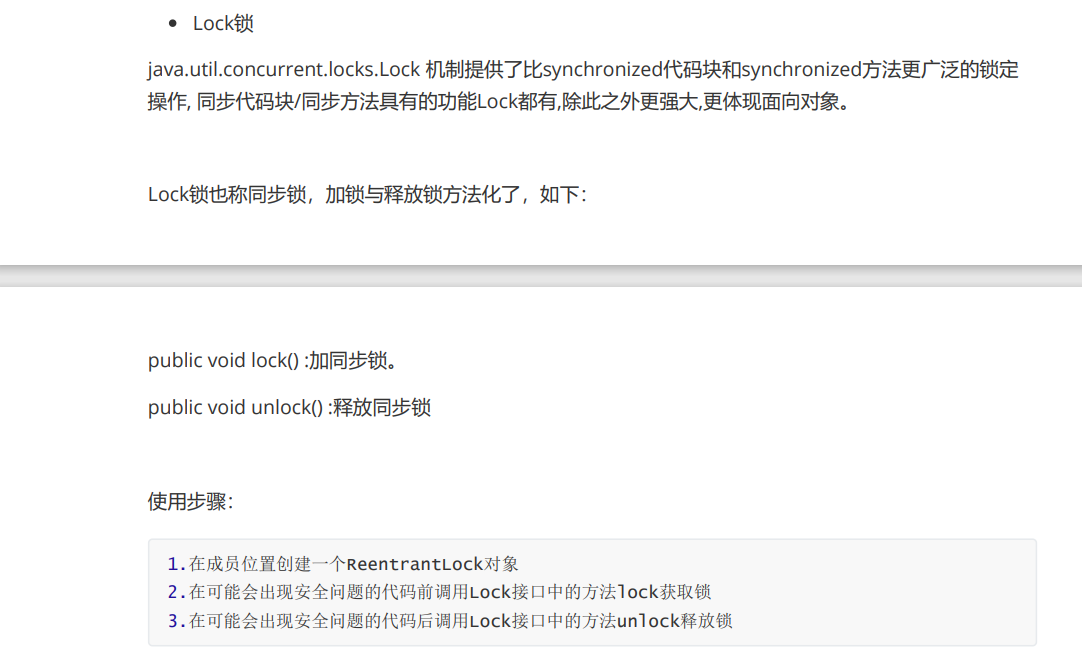 • Lock锁
java.util.concurrent.locks.Lock 机制提供了比synchronized代码块和synchronized方法更广泛的锁定
操作, 同步代码块/同步方法具有的功能Lock都有,除此之外更强大,更体现面向对象。
Lock锁也称同步锁，加锁与释放锁方法化了，如下：
public void lock() :加同步锁。
public void unlock() :释放同步锁
使用步骤：
1.在成员位置创建一个ReentrantLock对象
2.在可能会出现安全问题的代码前调用Lock接口中的方法lock获取锁
3.在可能会出现安全问题的代码后调用Lock接口中的方法unlock释放锁